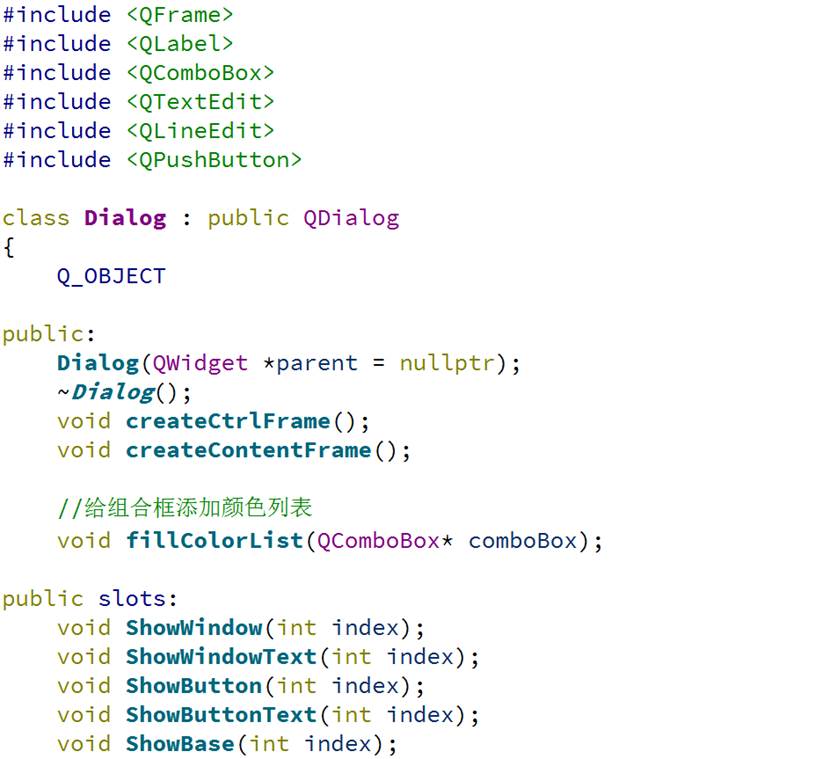 #include <QFrame>
#include <QLabel>
#include <QComboBox>
#include <QTextEdit>
#include <QLineEdit>
#include <QPushButton>

class Dialog : public QDialog
{
    Q_OBJECT

public:
    Dialog(QWidget *parent = nullptr);
    ~Dialog();
    void createCtrlFrame();
    void createContentFrame();

    //给组合框添加颜色列表
    void fillColorList(QComboBox* comboBox);

public slots:
    void ShowWindow(int index);
    void ShowWindowText(int index);
    void ShowButton(int index);
    void ShowButtonText(int index);
    void ShowBase(int index);